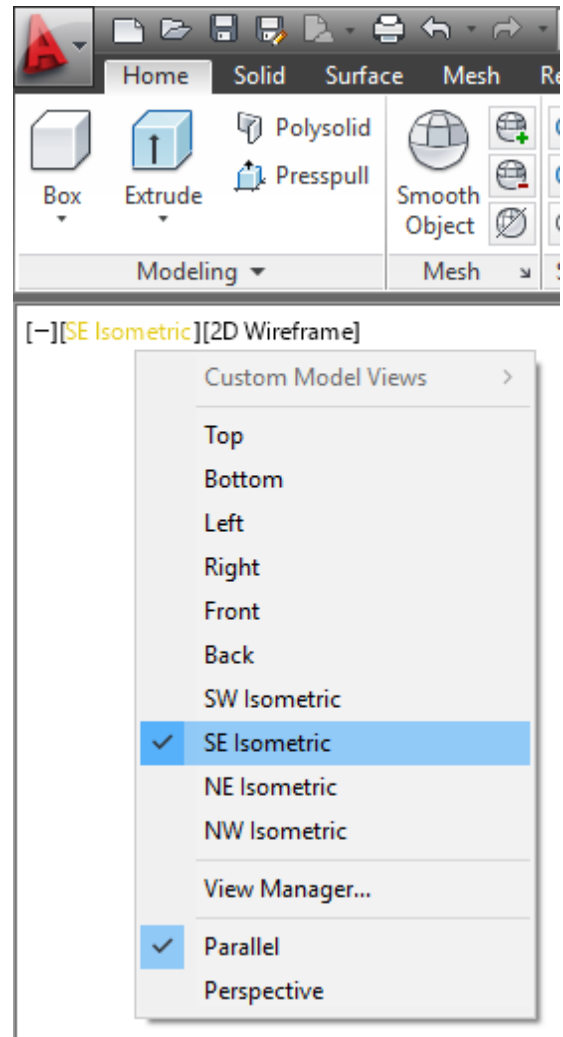 Home Solid Surface Mesh Re
Box
Extrude
Polysolid
Presspull
Smooth
Object
Modeling
Mesh
[−][SE Isometric][2D Wireframe]
Custom Model Views
Top
Bottom
Left
Right
Front
Back
SW Isometric
SE Isometric
NE Isometric
NW Isometric
View Manager...
Parallel
Perspective